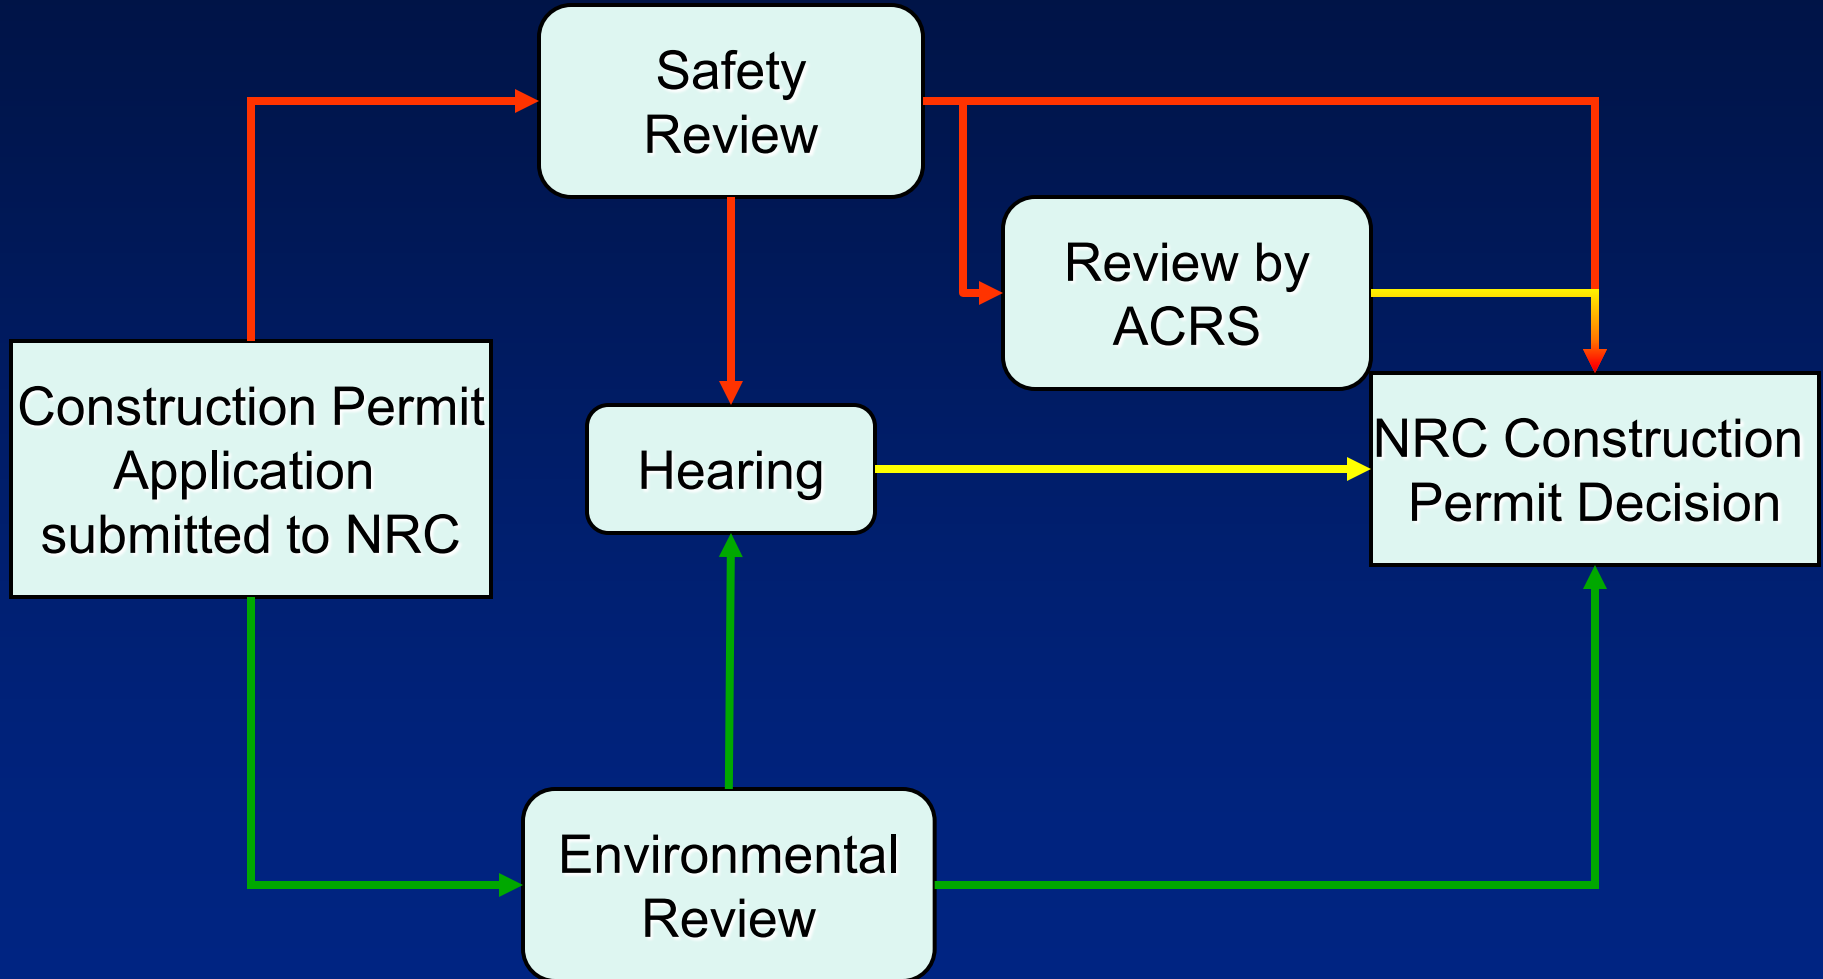 Safety
Review
Review by
ACRS
Construction Permit
Application
submitted to NRC
Hearing
NRC Construction
Permit Decision
Environmental
Review